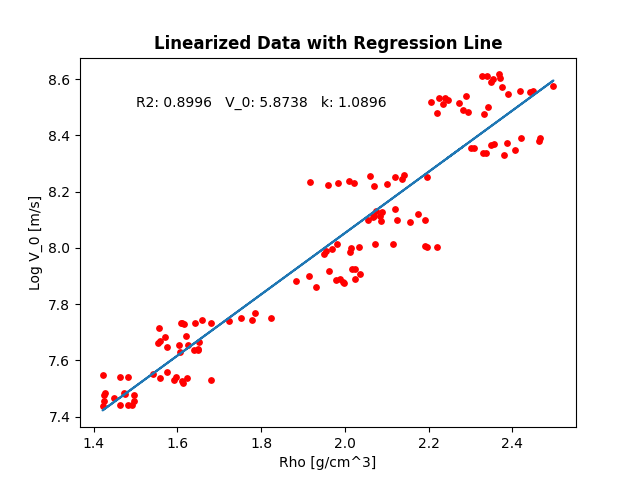 Linearized Data with Regression Line
R2: 0.8996   V_0: 5.8738   k: 1.0896
8.6
8.4
8.2
8.0
7.8
7.6
7.4
Log V_0 [m/s]
1.4 1.6 1.8 2.0 2.2 2.4
Rho [g/cm^3]